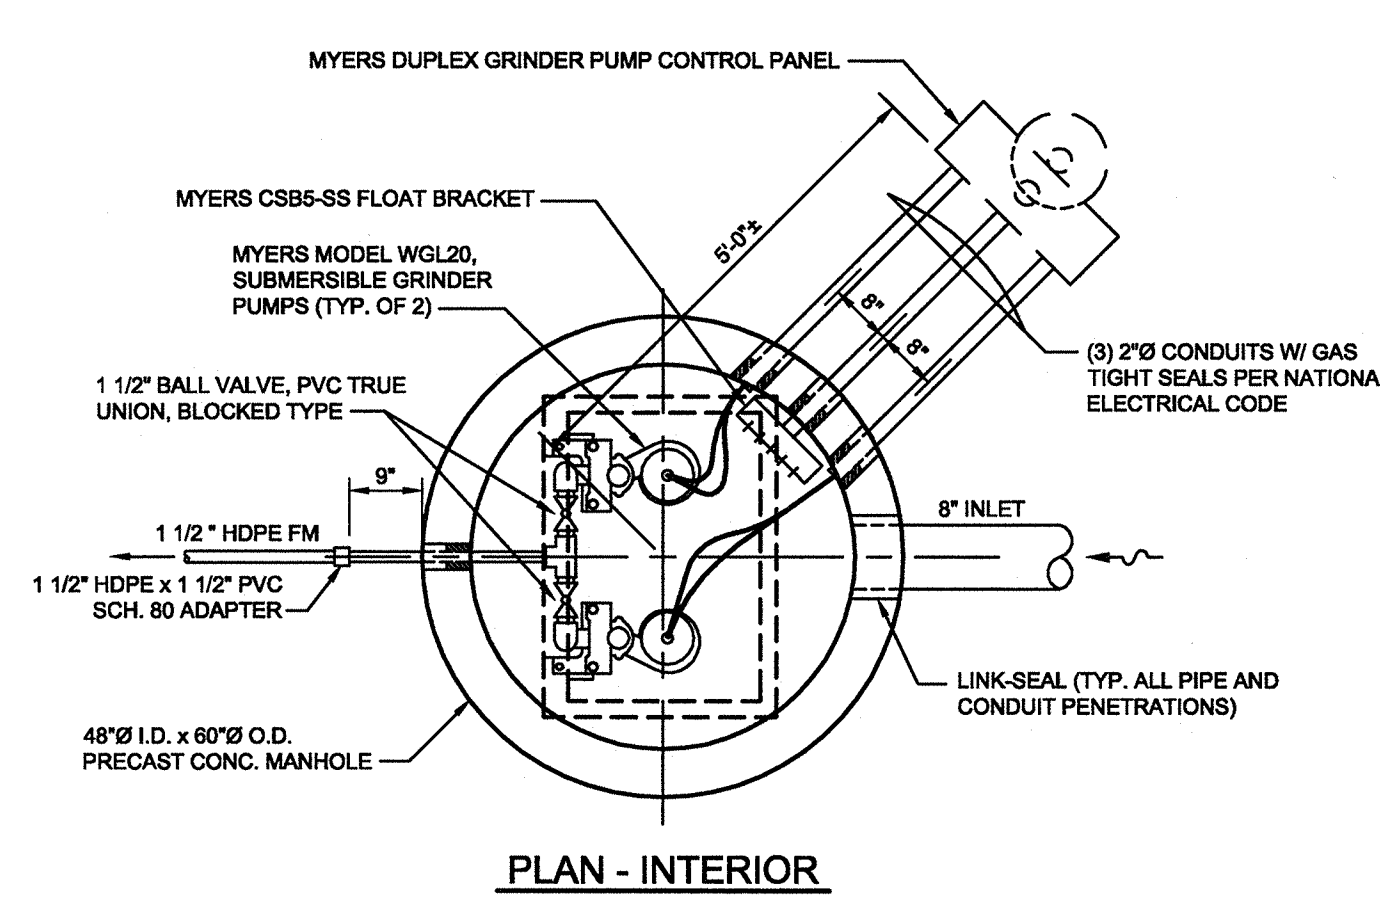 MYERS DUPLEX GRINDER PUMP CONTROL PANEL
MYERS CSB5-SS FLOAT BRACKET
MYERS MODEL WGL20,
SUBMERSIBLE GRINDER
PUMPS (TYP. OF 2)
5'-0"±
8"
8"
(3) 2"Ø CONDUITS W/ GAS
TIGHT SEALS PER NATIONA
ELECTRICAL CODE
1 1/2" BALL VALVE, PVC TRUE
UNION, BLOCKED TYPE
9"
1 1/2 " HDPE FM
1 1/2" HDPE x 1 1/2" PVC
SCH. 80 ADAPTER
8" INLET
LINK-SEAL (TYP. ALL PIPE AND
CONDUIT PENETRATIONS)
48"Ø I.D. x 60"Ø O.D.
PRECAST CONC. MANHOLE
PLAN - INTERIOR